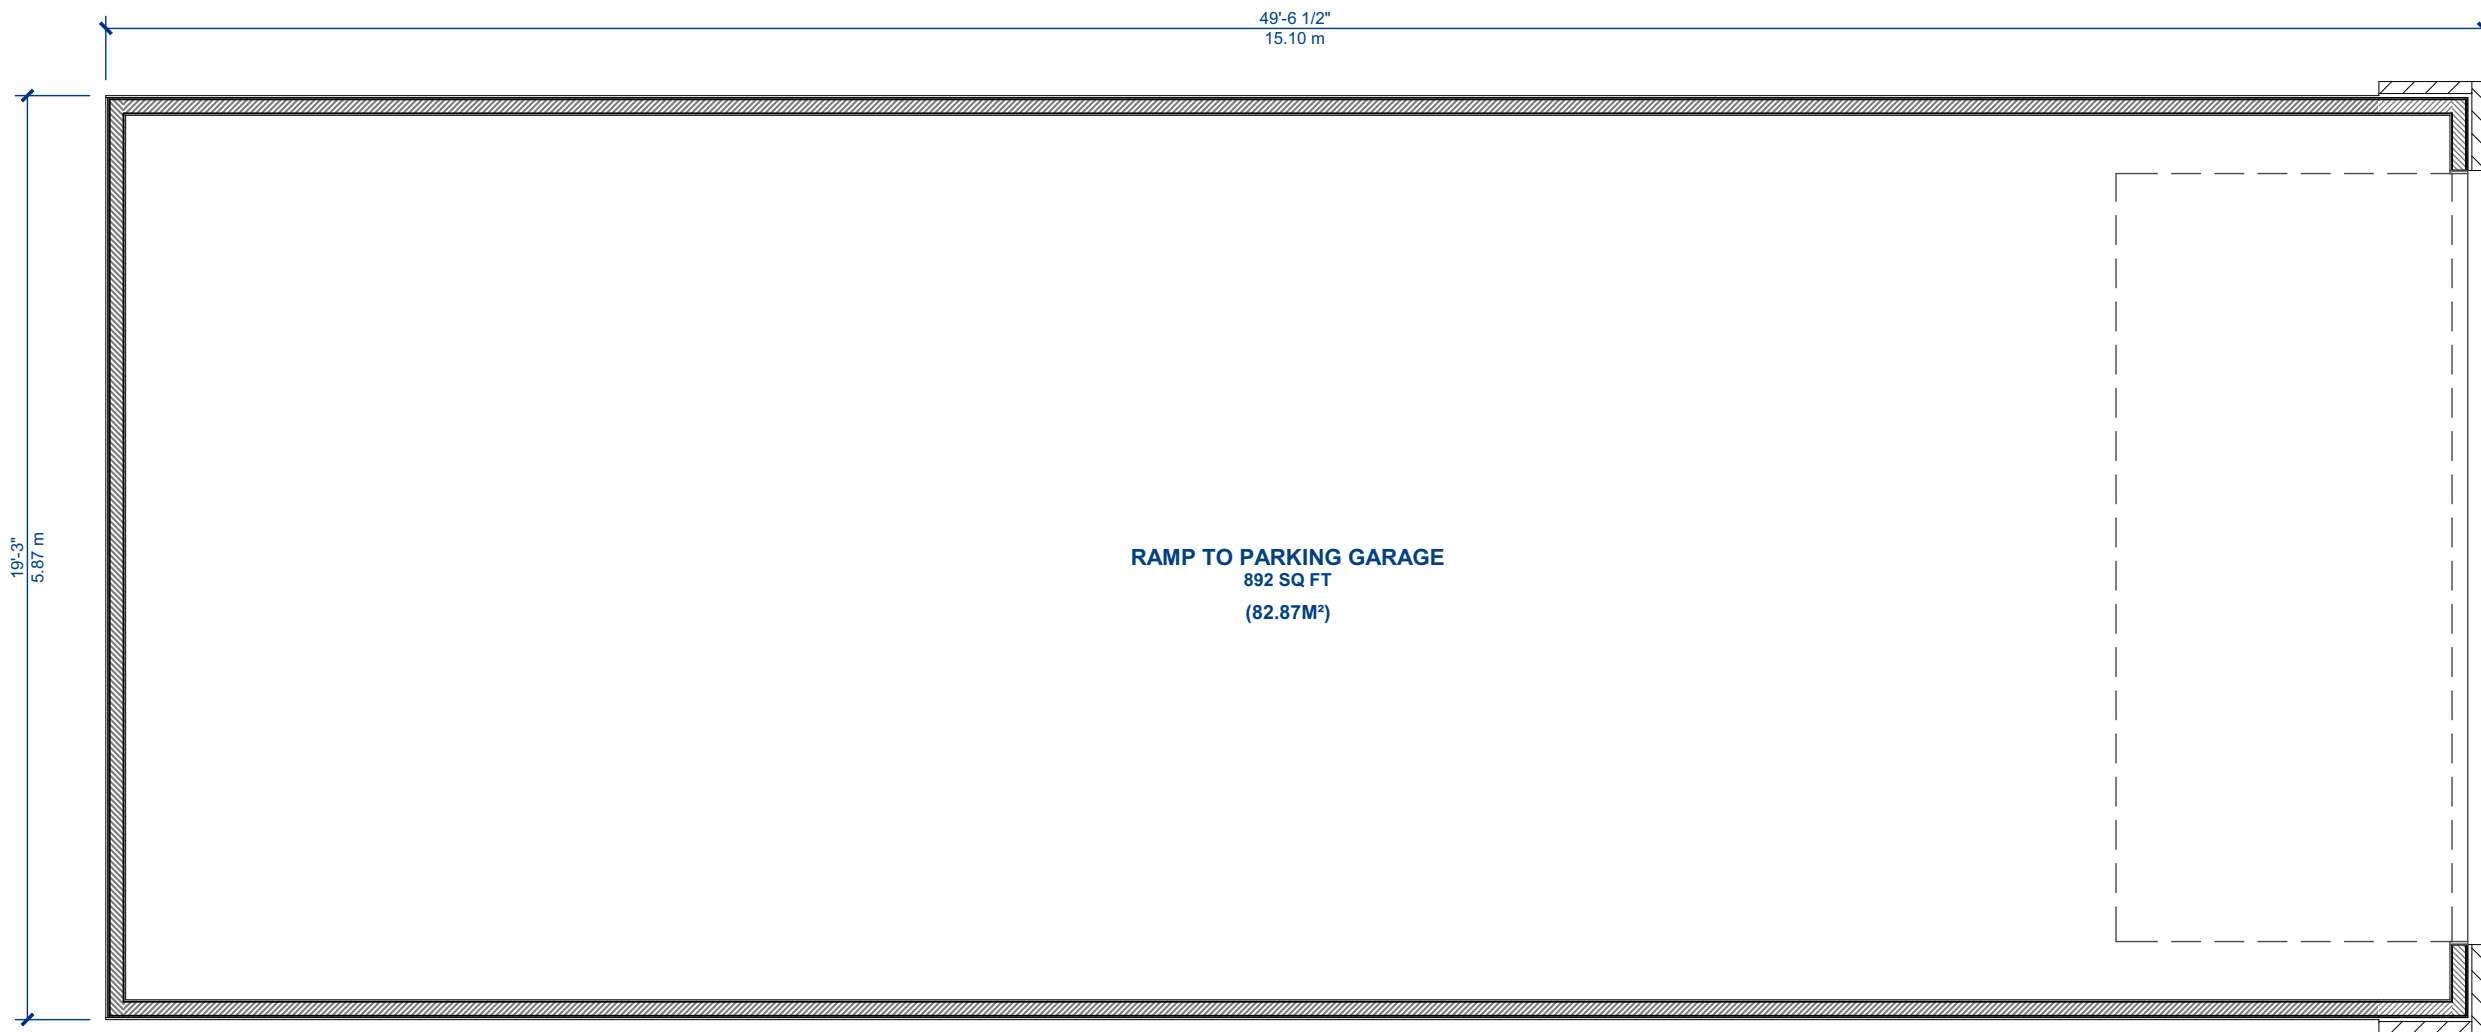 49'-6 1/2"
15.10 m
19'-3"
5.87 m
RAMP TO PARKING GARAGE
892 SQ FT
(82.87M²)